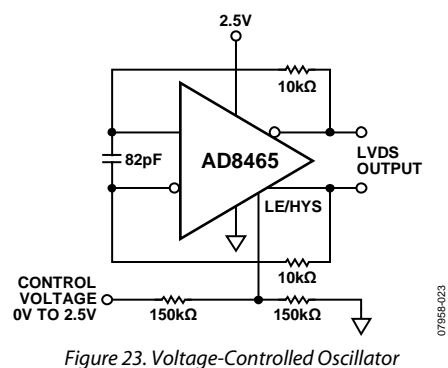 2.5V
10kΩ
82pF
AD8465
LVDS
OUTPUT
LE/HYS
10kΩ
CONTROL
VOLTAGE
0V TO 2.5V
150kΩ
150kΩ
07958-023
Figure 23. Voltage-Controlled Oscillator